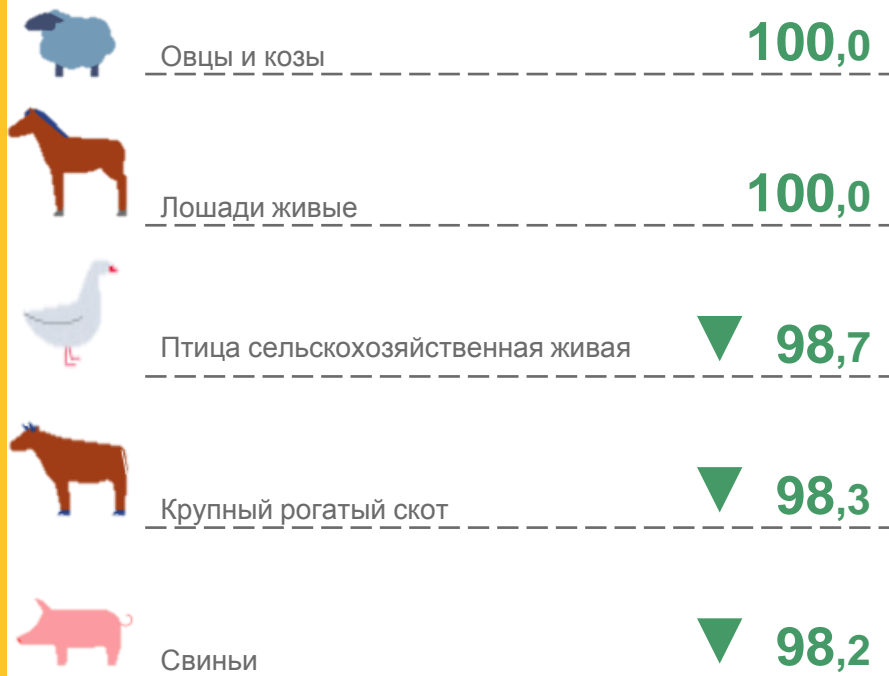 Овцы и козы 100,0
Лошади живые 100,0
Птица сельскохозяйственная живая 98,7
Крупный рогатый скот 98,3
Свиньи 98,2